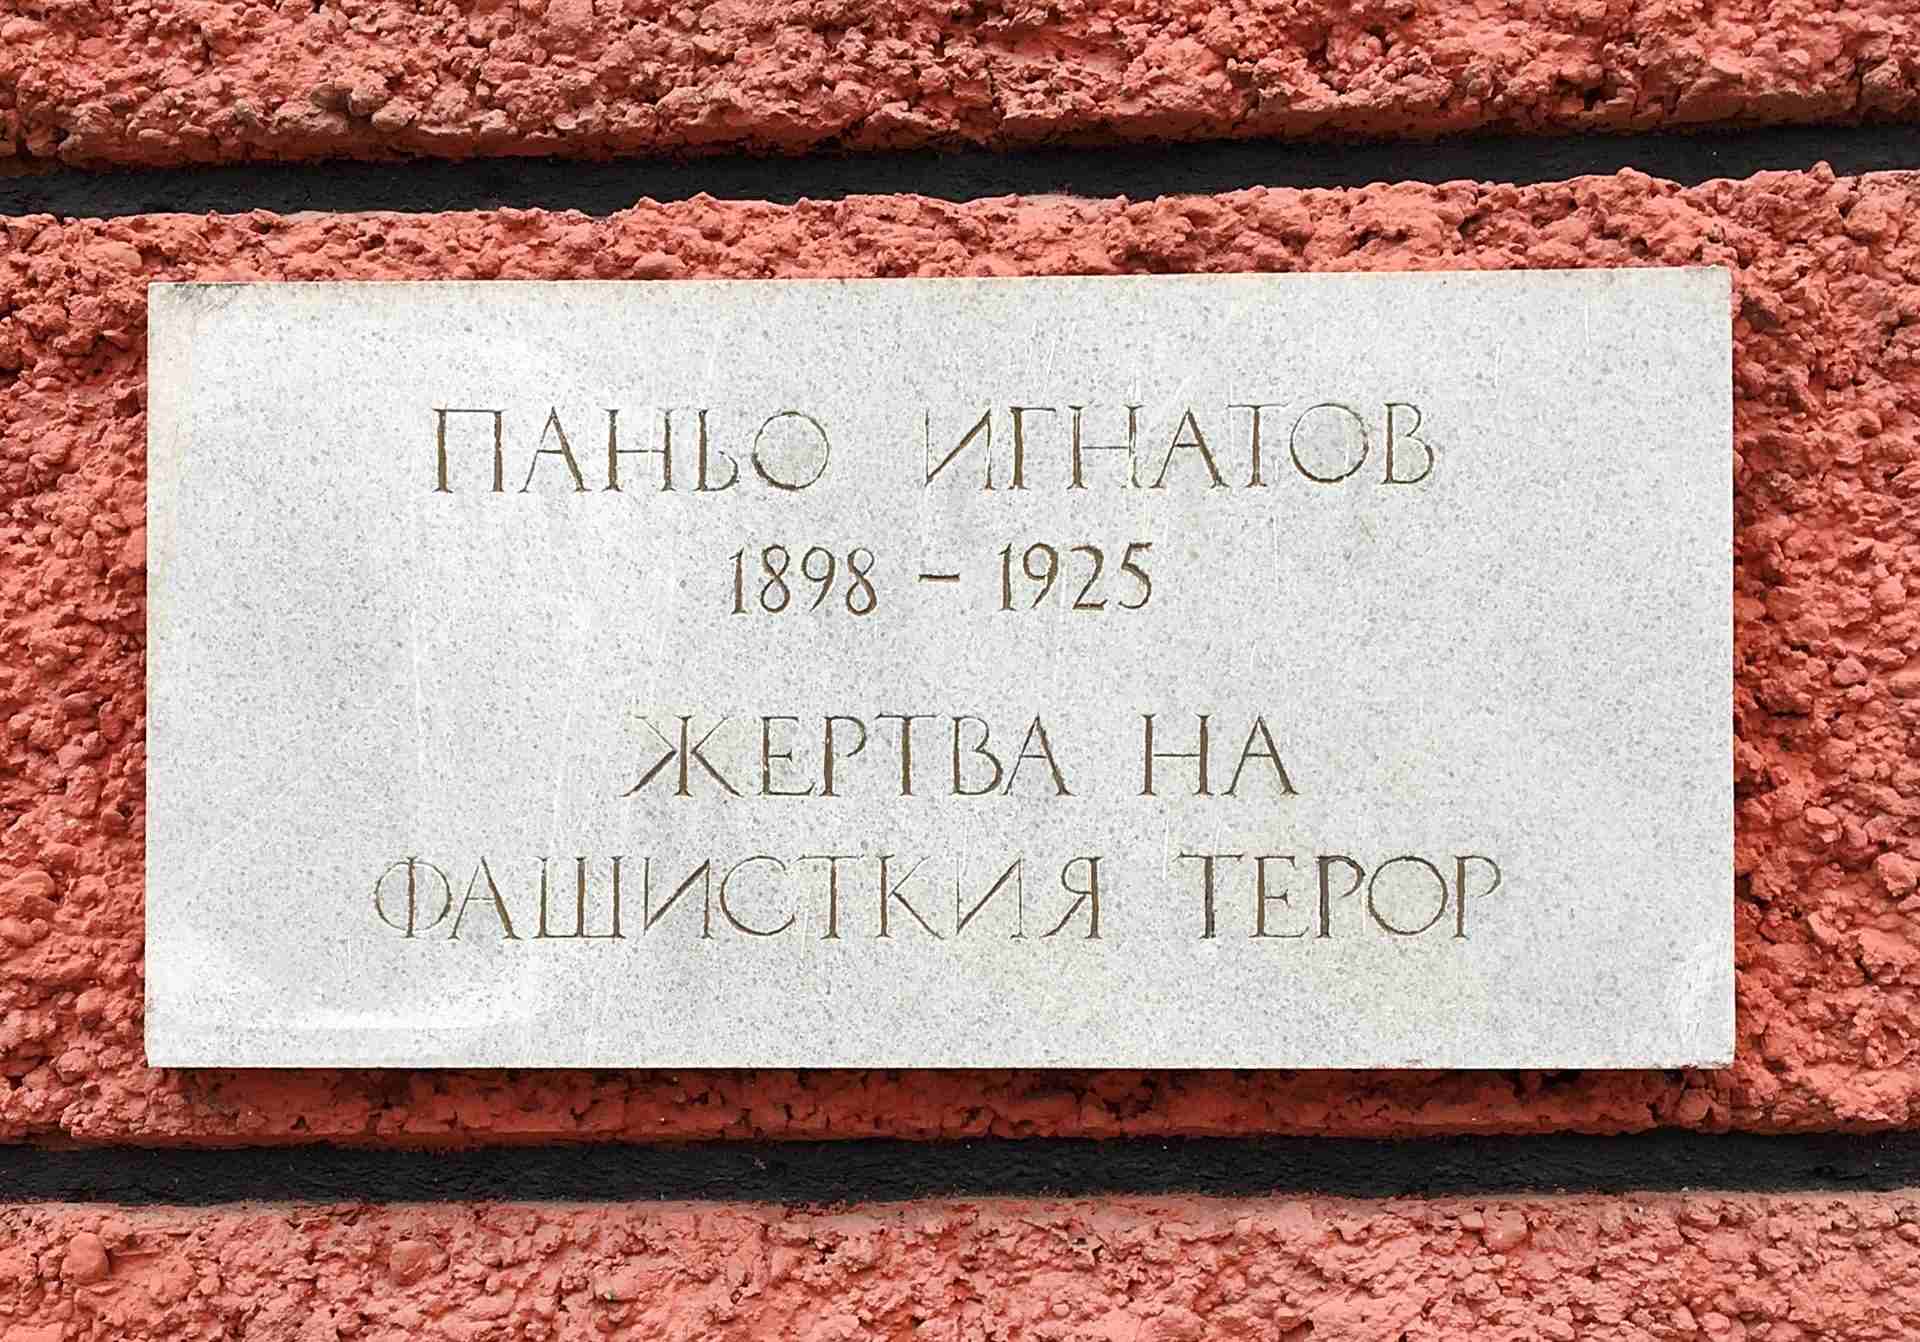 ПАНЬО ИГНАТОВ
1898 – 1925
ЖЕРТВА НА
ФАШИСТКИЯ ТЕРОР